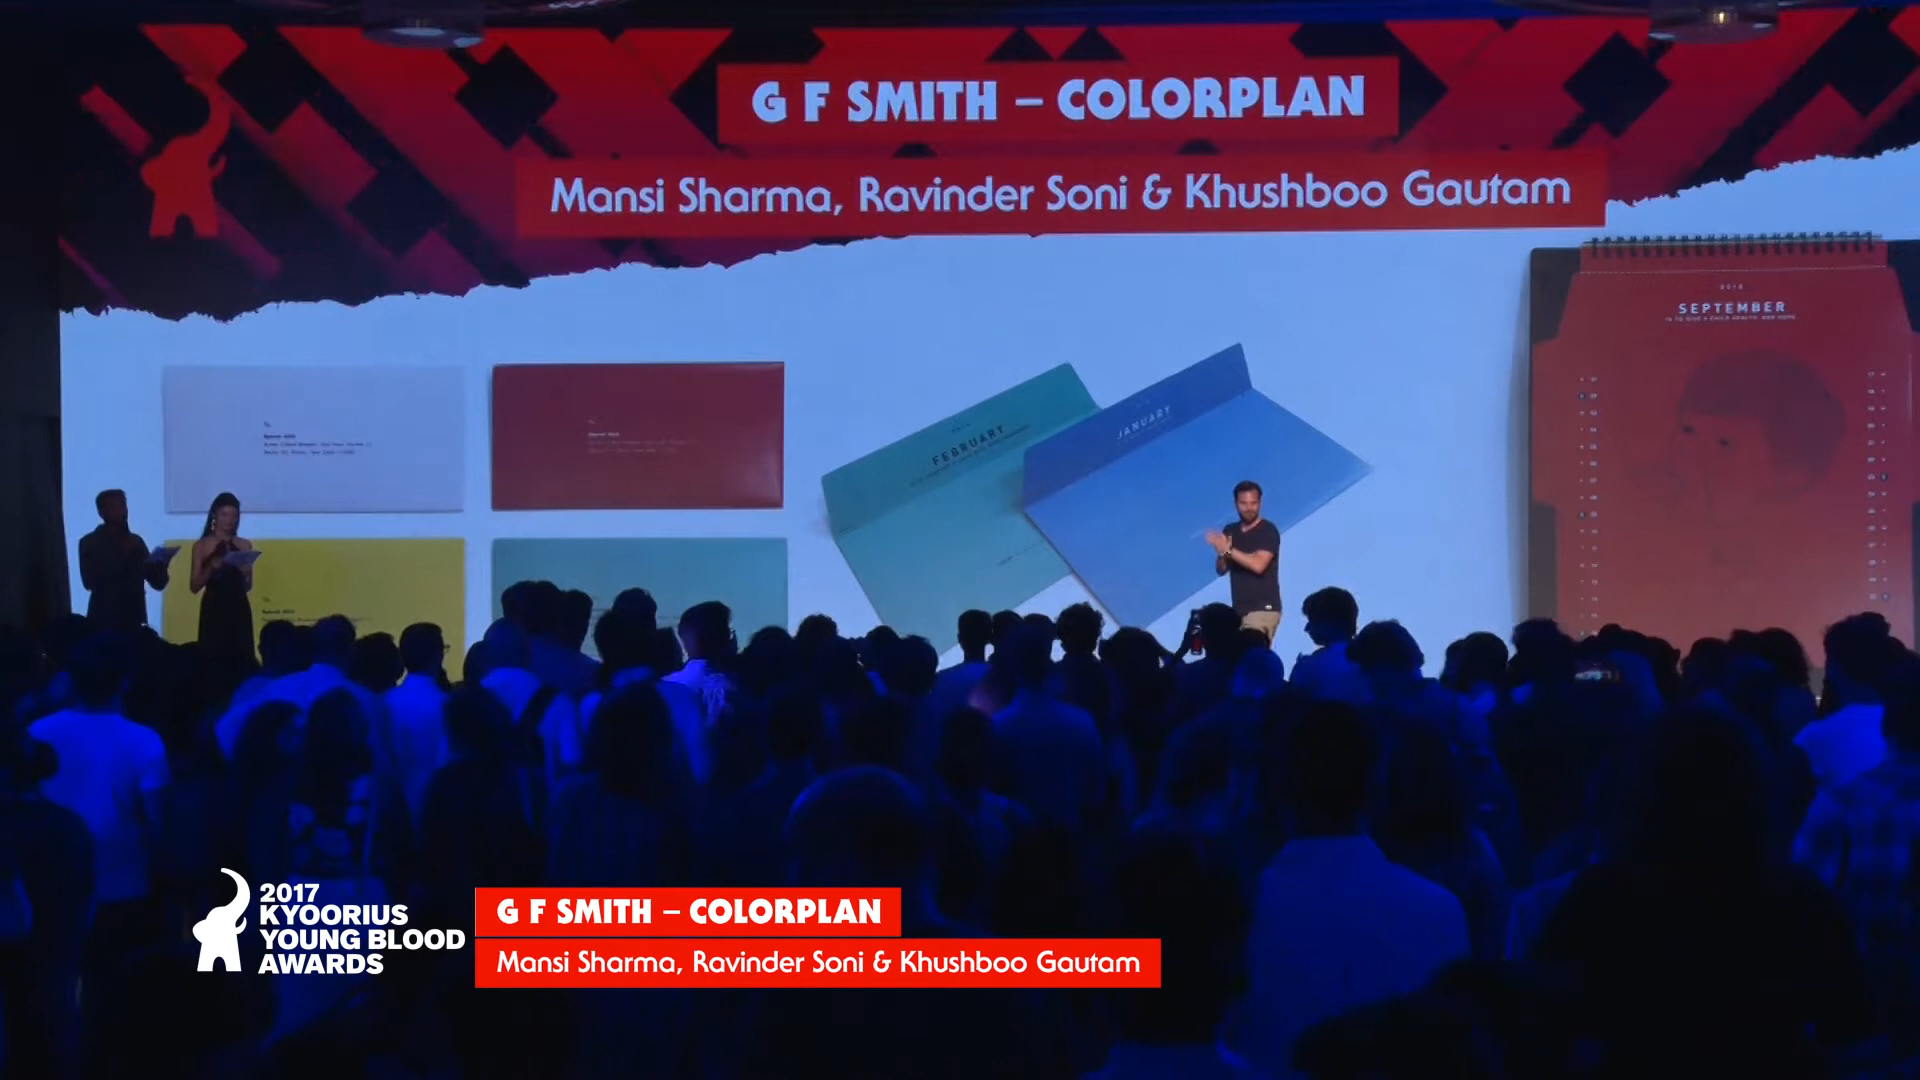 G F SMITH – COLORPLAN
Mansi Sharma, Ravinder Soni & Khushboo Gautam
SEPTEMBER
FEBRUARY
JANUARY
2017
KYOORIUS
YOUNG BLOOD
AWARDS
G F SMITH – COLORPLAN
Mansi Sharma, Ravinder Soni & Khushboo Gautam